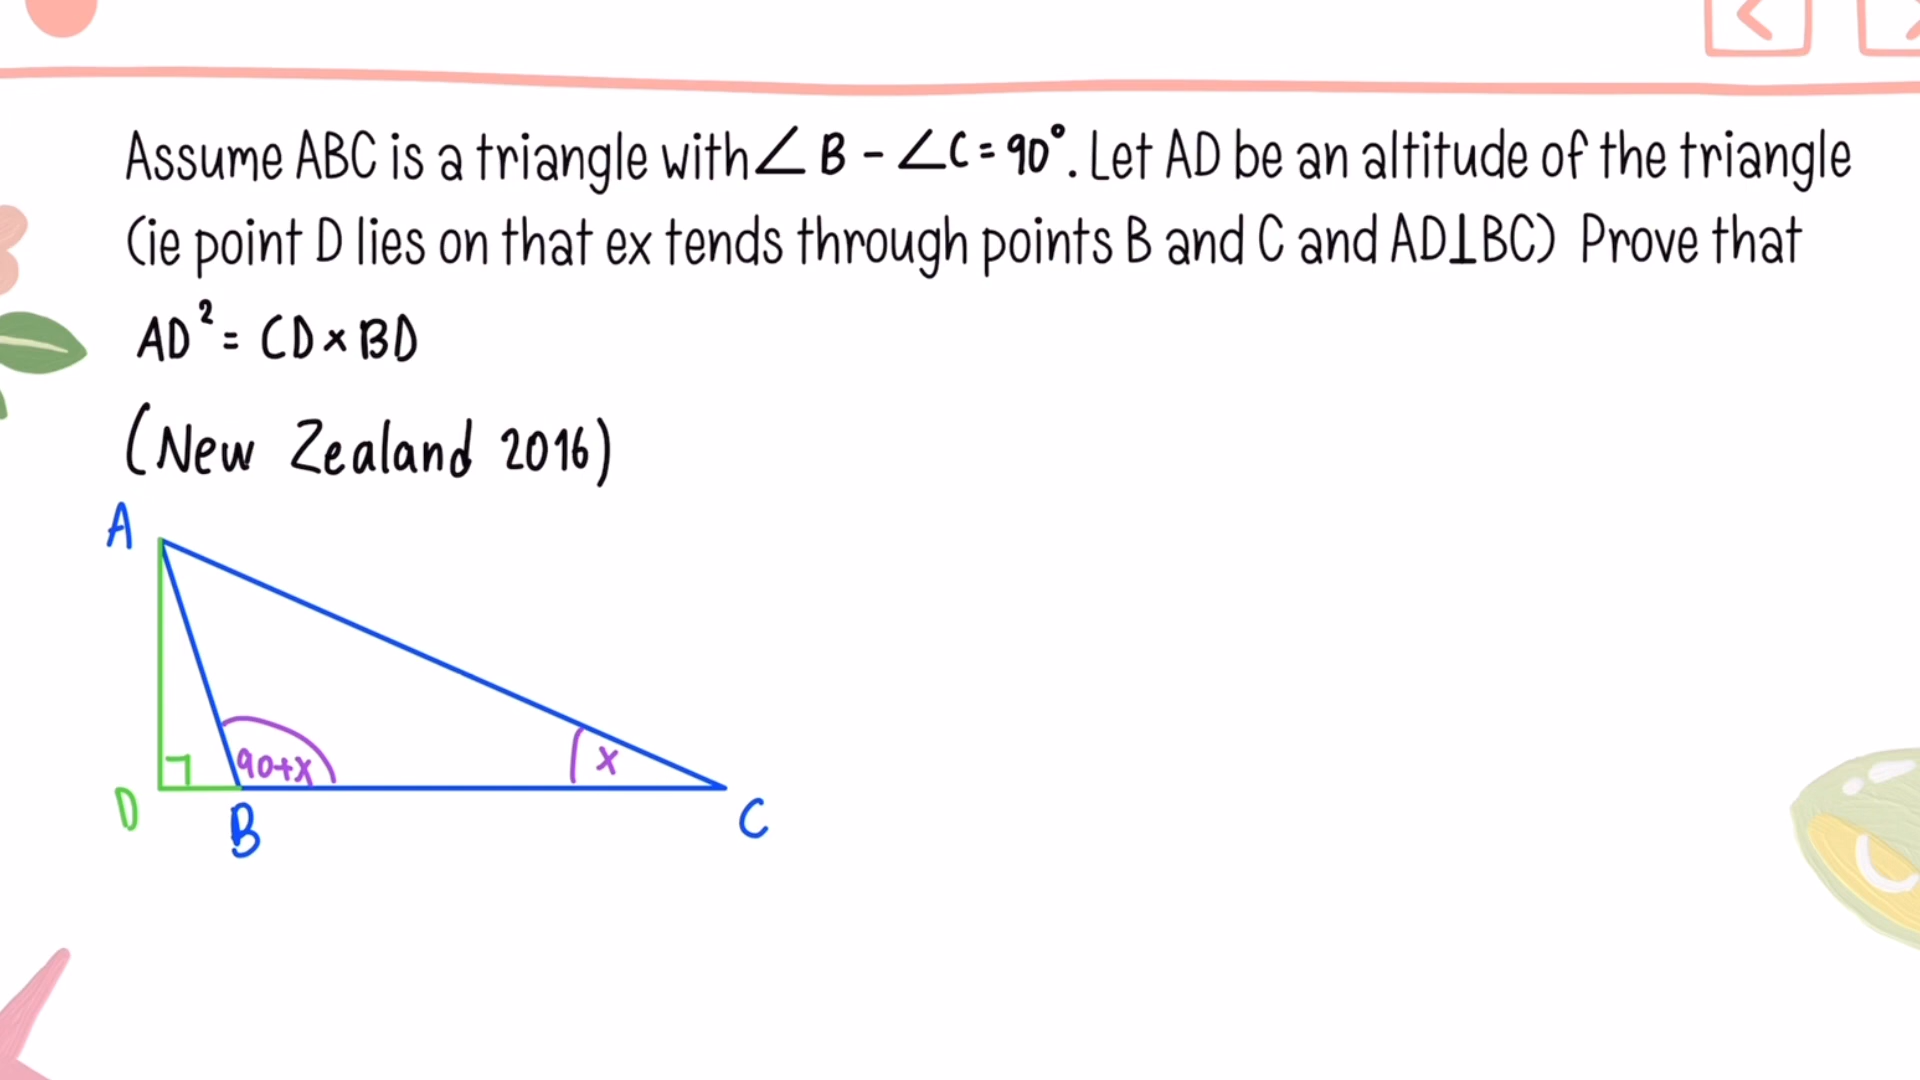 Assume ABC is a triangle with ∠B - ∠C = 90°. Let AD be an altitude of the triangle
(ie point D lies on that ex tends through points B and C and AD⊥BC) Prove that
AD² = CD × BD
(New Zealand 2016)
A
90+x
x
D
B
C